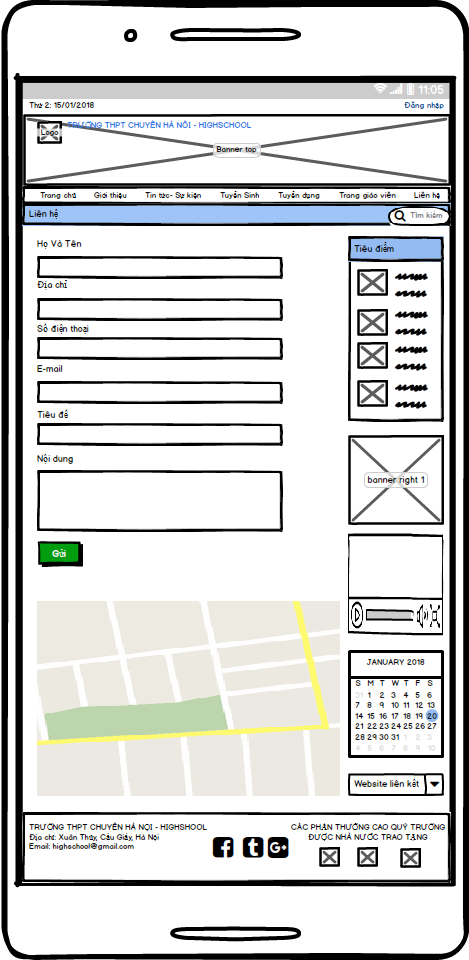 11:05
Thứ 2: 15/01/2018
Đăng nhập
TRƯỜNG THPT CHUYÊN HÀ NỘI - HIGHSCHOOL
Logo
Banner top
Trang chủ Giới thiệu Tin tức- Sự kiện Tuyển Sinh Tuyển dụng Trang giáo viên Liên hệ
Liên hệ
Tìm kiếm
Họ Và Tên
Địa chỉ
Số điện thoại
E-mail
Tiêu đề
Nội dung
Gửi
Tiêu điểm
banner right 1
JANUARY 2018
S M T W T F S
31 1 2 3 4 5 6
7 8 9 10 11 12 13
14 15 16 17 18 19 20
21 22 23 24 25 26 27
28 29 30 31 1 2 3
4 5 6 7 8 9 10
Website liên kết
TRƯỜNG THPT CHUYÊN HÀ NỘI - HIGHSHOOL
Địa chỉ: Xuân Thủy, Cầu Giấy, Hà Nội
Email: highschool@gmail.com
f t G+
CÁC PHẦN THƯỞNG CAO QUÝ TRƯỜNG
ĐƯỢC NHÀ NƯỚC TRAO TẶNG